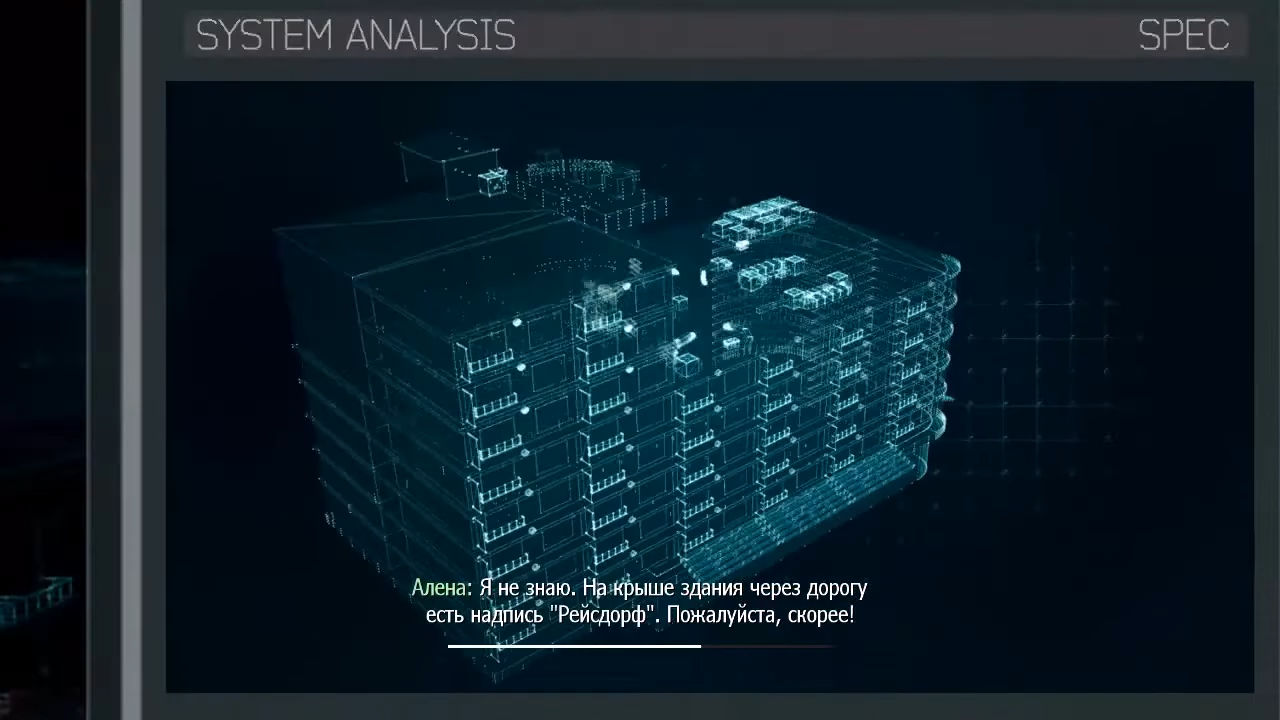 SYSTEM ANALYSIS
SPEC
Алена: Я не знаю. На крыше здания через дорогу
есть надпись "Рейсдорф". Пожалуйста, скорее!